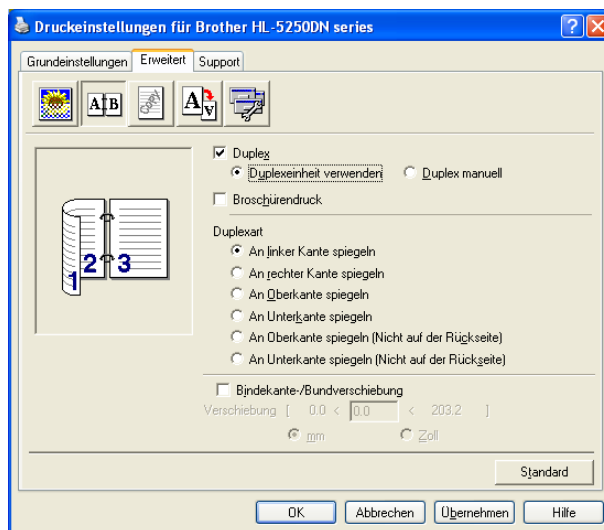 Druckeinstellungen für Brother HL-5250DN series
Grundeinstellungen Erweitert Support
A B A A
Duplex
Duplexeinheit verwenden Duplex manuell
Broschürendruck
1 2 3
Duplexart
An linker Kante spiegeln
An rechter Kante spiegeln
An Oberkante spiegeln
An Unterkante spiegeln
An Oberkante spiegeln (Nicht auf der Rückseite)
An Unterkante spiegeln (Nicht auf der Rückseite)
Bindekante-/Bundverschiebung
Verschiebung [ 0.0 < 0.0 < 203.2 ]
mm Zoll
Standard
OK Abbrechen Übernehmen Hilfe